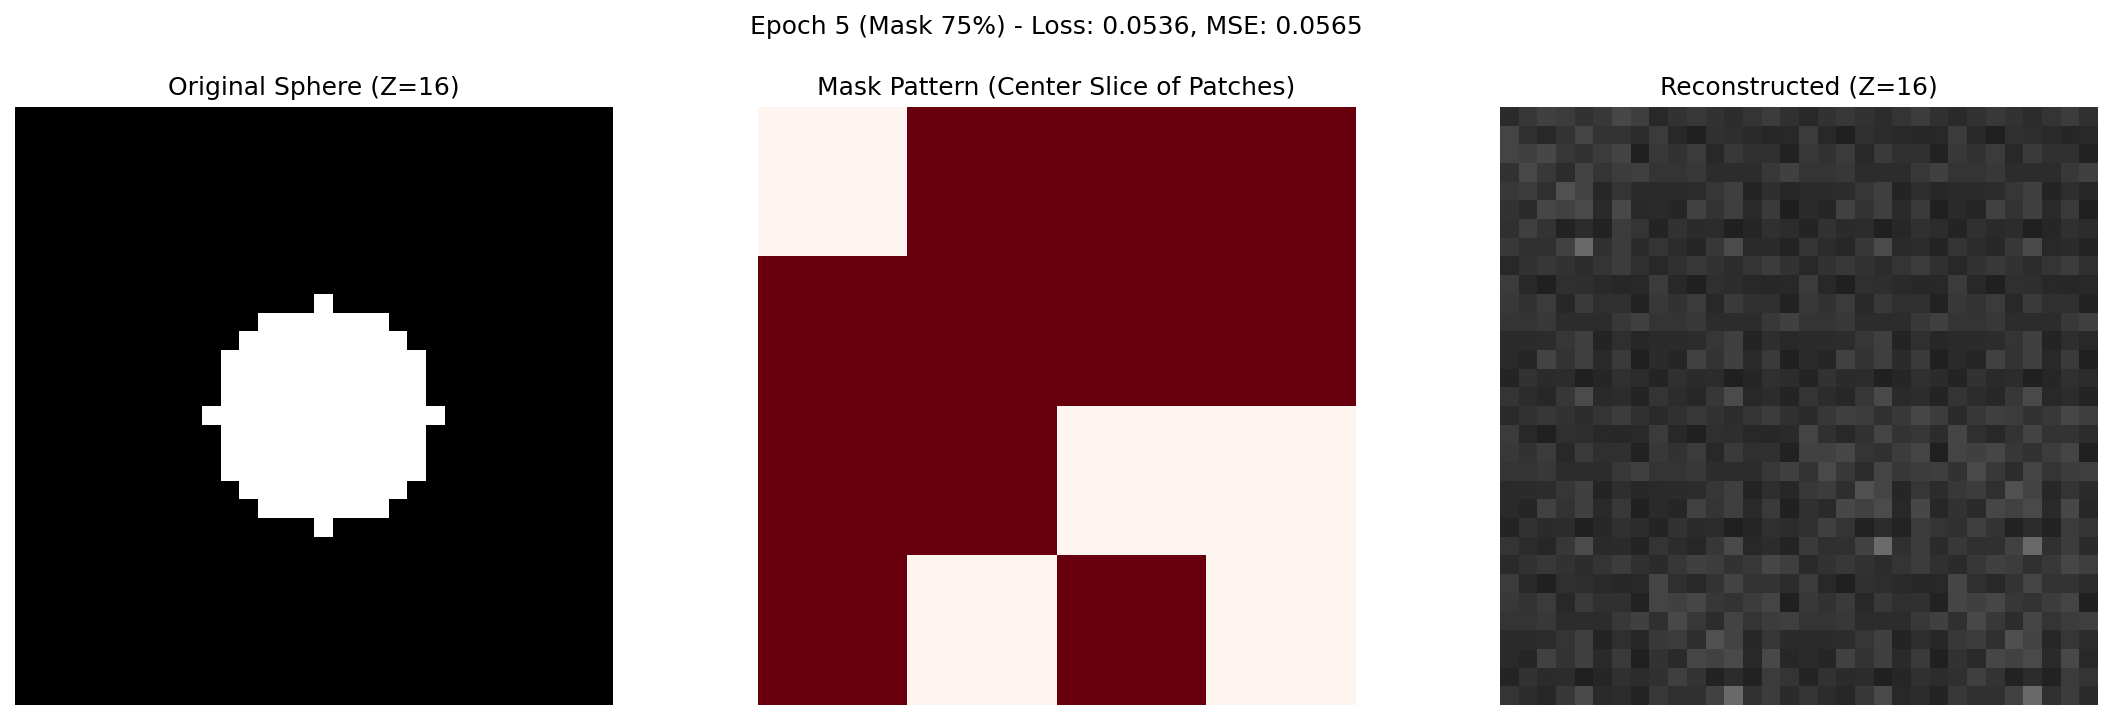 Epoch 5 (Mask 75%) - Loss: 0.0536, MSE: 0.0565
Original Sphere (Z=16)
Mask Pattern (Center Slice of Patches)
Reconstructed (Z=16)